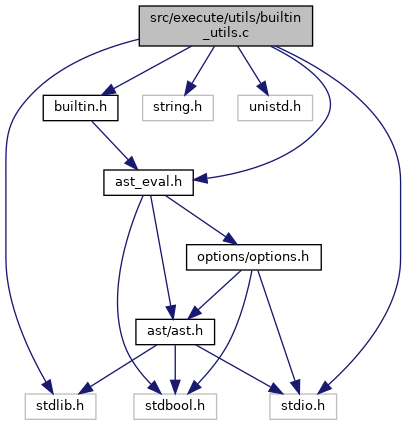 src/execute/utils/builtin
_utils.c
builtin.h
string.h
unistd.h
ast_eval.h
options/options.h
ast/ast.h
stdlib.h
stdbool.h
stdio.h